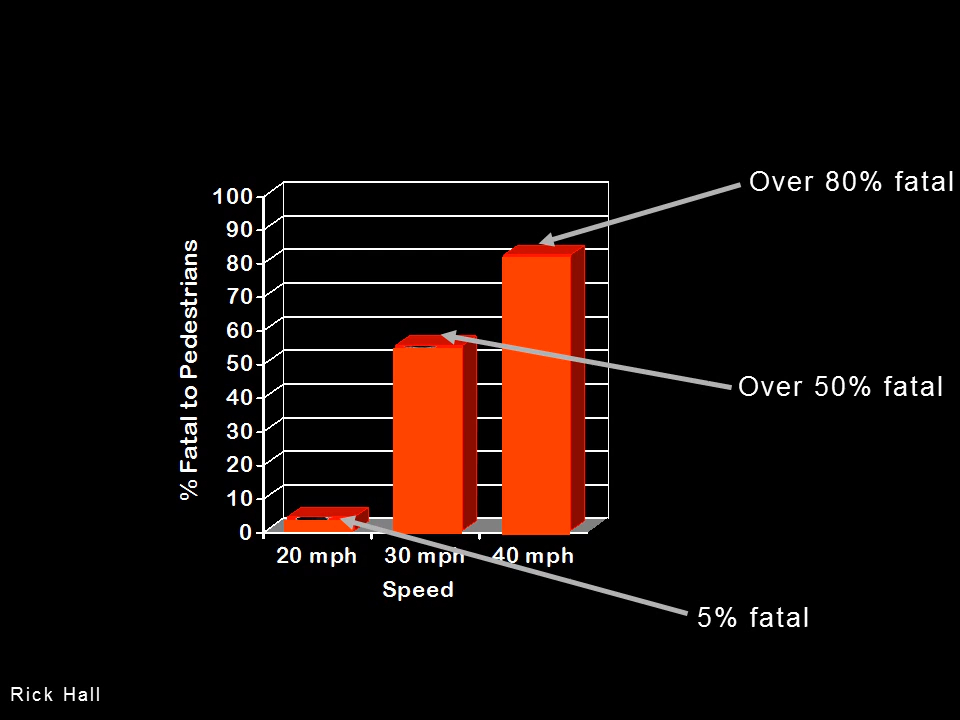 Over 80% fatal
100
90
80
70
60
50
40
30
20
10
0
% Fatal to Pedestrians
Over 50% fatal
20 mph 30 mph 40 mph
Speed
5% fatal
Rick Hall